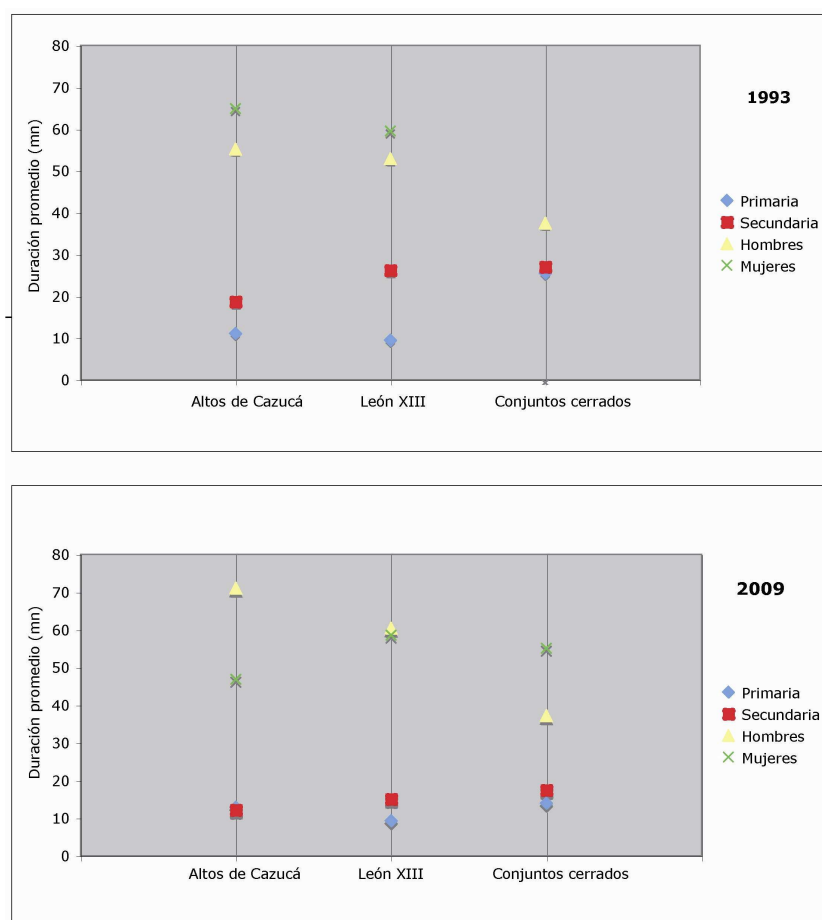 80
70
60
50
40
30
20
10
0
Duración promedio (mn)
1993
Primaria
Secundaria
Hombres
Mujeres
Altos de Cazucá León XIII Conjuntos cerrados
80
70
60
50
40
30
20
10
0
Duración promedio (mn)
2009
Primaria
Secundaria
Hombres
Mujeres
Altos de Cazucá León XIII Conjuntos cerrados